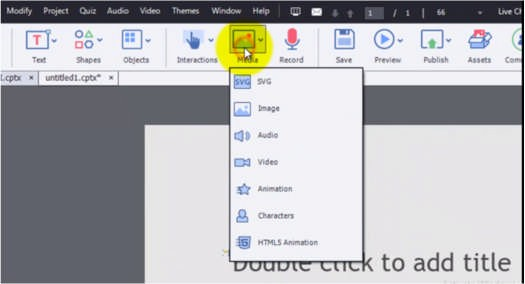 Modify Project Quiz Audio Video Themes Window Help 1 / 1 66 Live C
Text Shapes Objects Interactions Media Record Save Preview Publish Assets Com
.cptx × untitled1.cptx* ×
SVG SVG
Image
Audio
Video
Animation
Characters
HTML5 Animation
Double click to add title